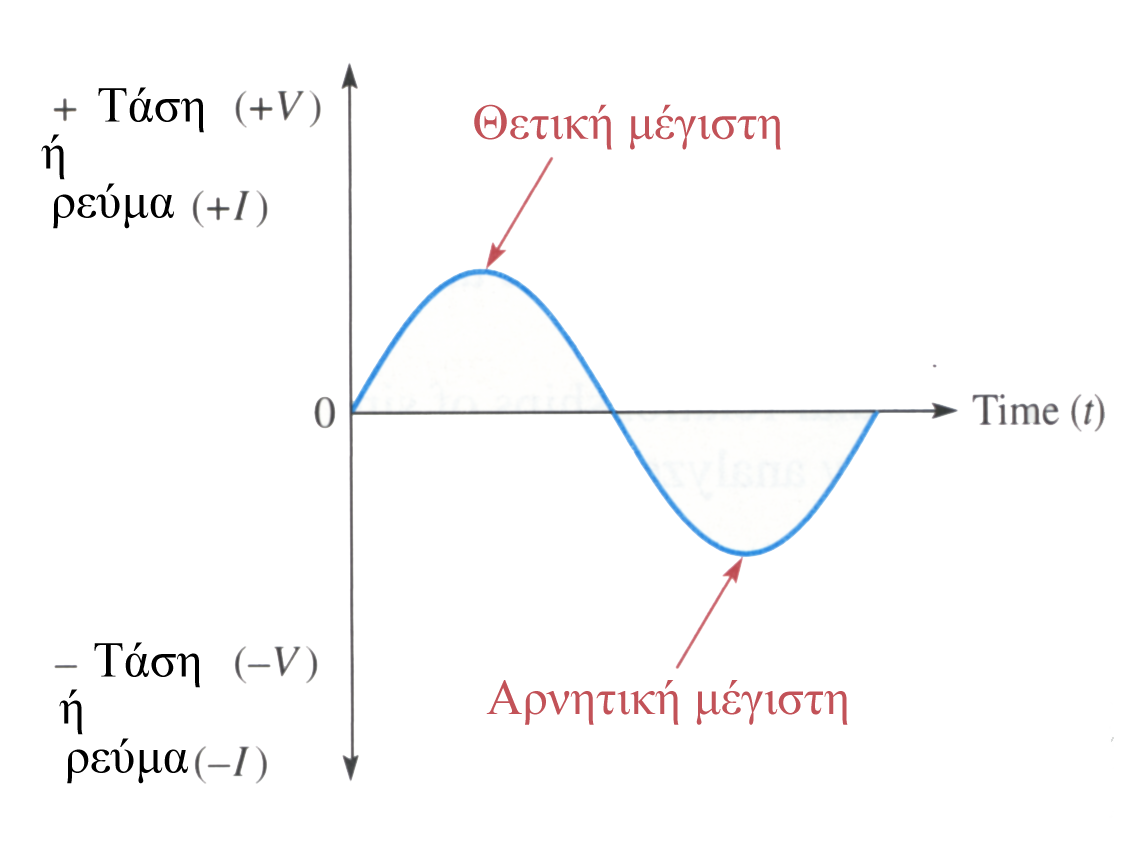 + Τάση (+V)
ή
ρεύμα (+I)
Θετική μέγιστη
0
Time (t)
– Τάση (–V)
ή
ρεύμα (–I)
Αρνητική μέγιστη